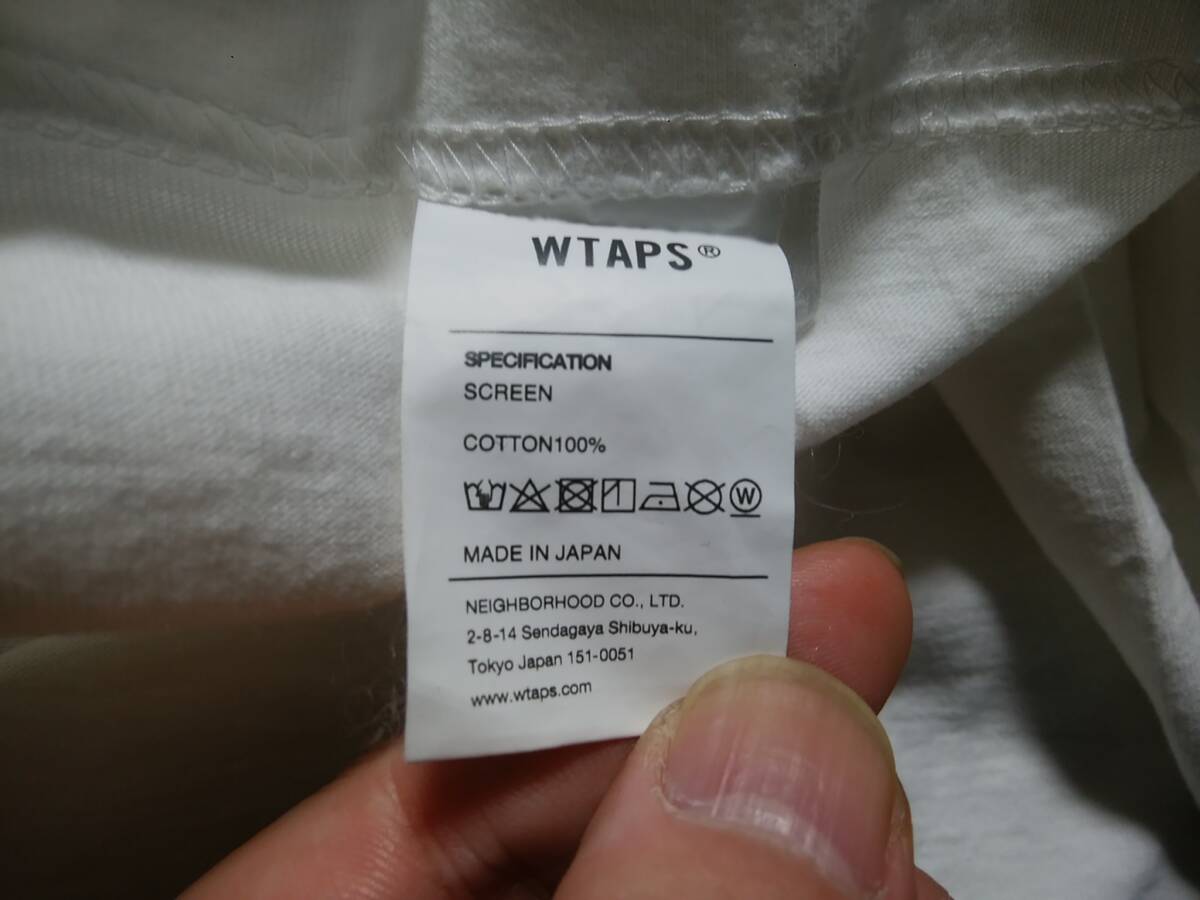 WTAPS®
SPECIFICATION
SCREEN
COTTON100%
W
MADE IN JAPAN
NEIGHBORHOOD CO., LTD.
2-8-14 Sendagaya Shibuya-ku,
Tokyo Japan 151-0051
www.wtaps.com